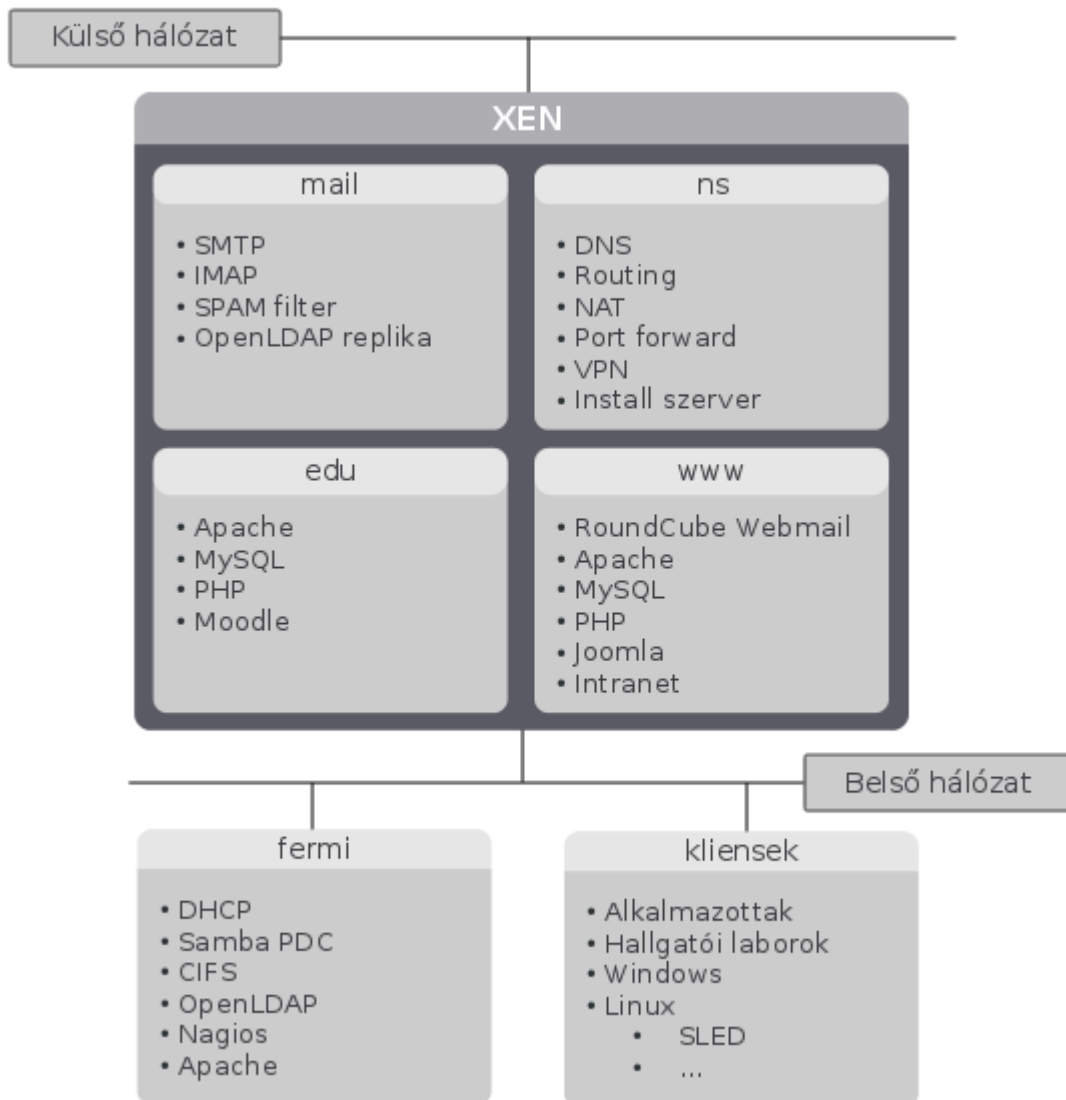 Külső hálózat
XEN
mail
• SMTP
• IMAP
• SPAM filter
• OpenLDAP replika
ns
• DNS
• Routing
• NAT
• Port forward
• VPN
• Install szerver
edu
• Apache
• MySQL
• PHP
• Moodle
www
• RoundCube Webmail
• Apache
• MySQL
• PHP
• Joomla
• Intranet
Belső hálózat
fermi
• DHCP
• Samba PDC
• CIFS
• OpenLDAP
• Nagios
• Apache
kliensek
• Alkalmazottak
• Hallgatói laborok
• Windows
• Linux
• SLED
• ...